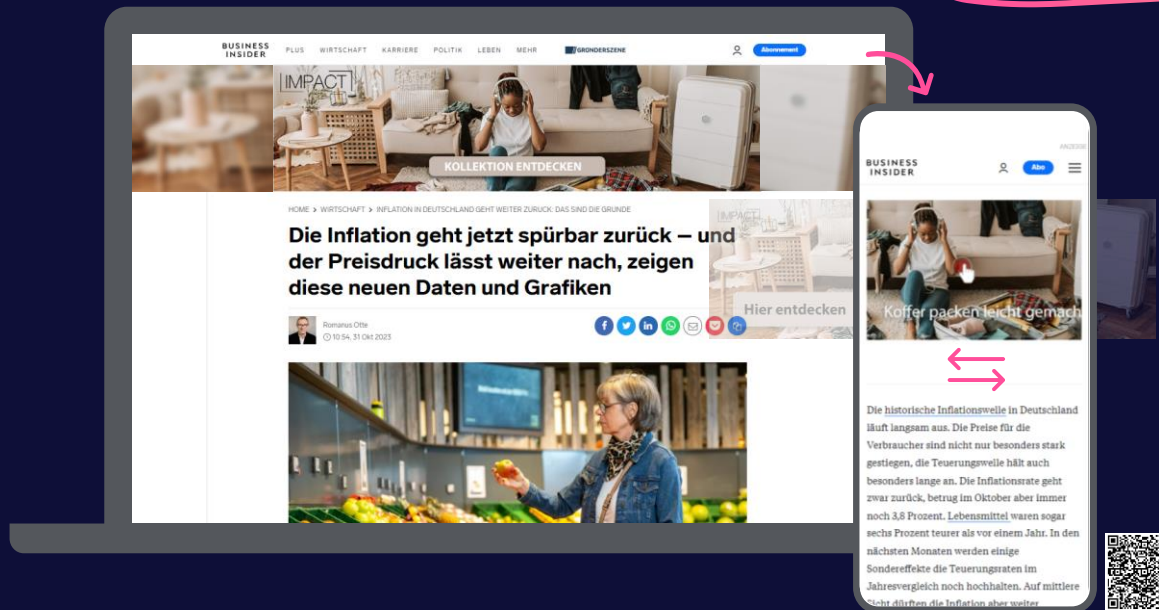 BUSINESS
INSIDER
PLUS WIRTSCHAFT KARRIERE POLITIK LEBEN MEHR GRÜNDERSZENE
Abonnement
IMPACT
KOLLEKTION ENTDECKEN
HOME > WIRTSCHAFT > INFLATION IN DEUTSCHLAND GEHT WEITER ZURÜCK: DAS SIND DIE GRÜNDE
Die Inflation geht jetzt spürbar zurück – und
der Preisdruck lässt weiter nach, zeigen
diese neuen Daten und Grafiken
Romanus Otte
10:54, 31 Okt 2023
IMPACT
Hier entdecken
ANZEIGE
BUSINESS
INSIDER
Abo
Koffer packen leicht gemach
Die historische Inflationswelle in Deutschland
läuft langsam aus. Die Preise für die
Verbraucher sind nicht nur besonders stark
gestiegen, die Teuerungswelle hält auch
besonders lange an. Die Inflationsrate geht
zwar zurück, betrug im Oktober aber immer
noch 3,8 Prozent. Lebensmittel waren sogar
sechs Prozent teurer als vor einem Jahr. In den
nächsten Monaten werden einige
Sondereffekte die Teuerungsraten im
Jahresvergleich noch hochhalten. Auf mittlere
Sicht dürften die Inflation aber weiter